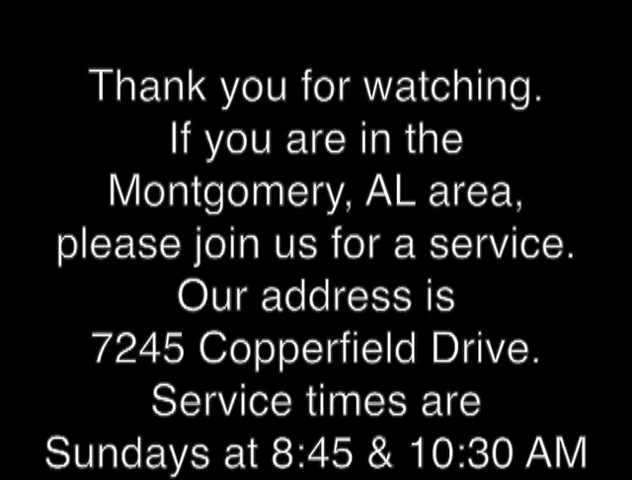 Thank you for watching.
If you are in the
Montgomery, AL area,
please join us for a service.
Our address is
7245 Copperfield Drive.
Service times are
Sundays at 8:45 & 10:30 AM